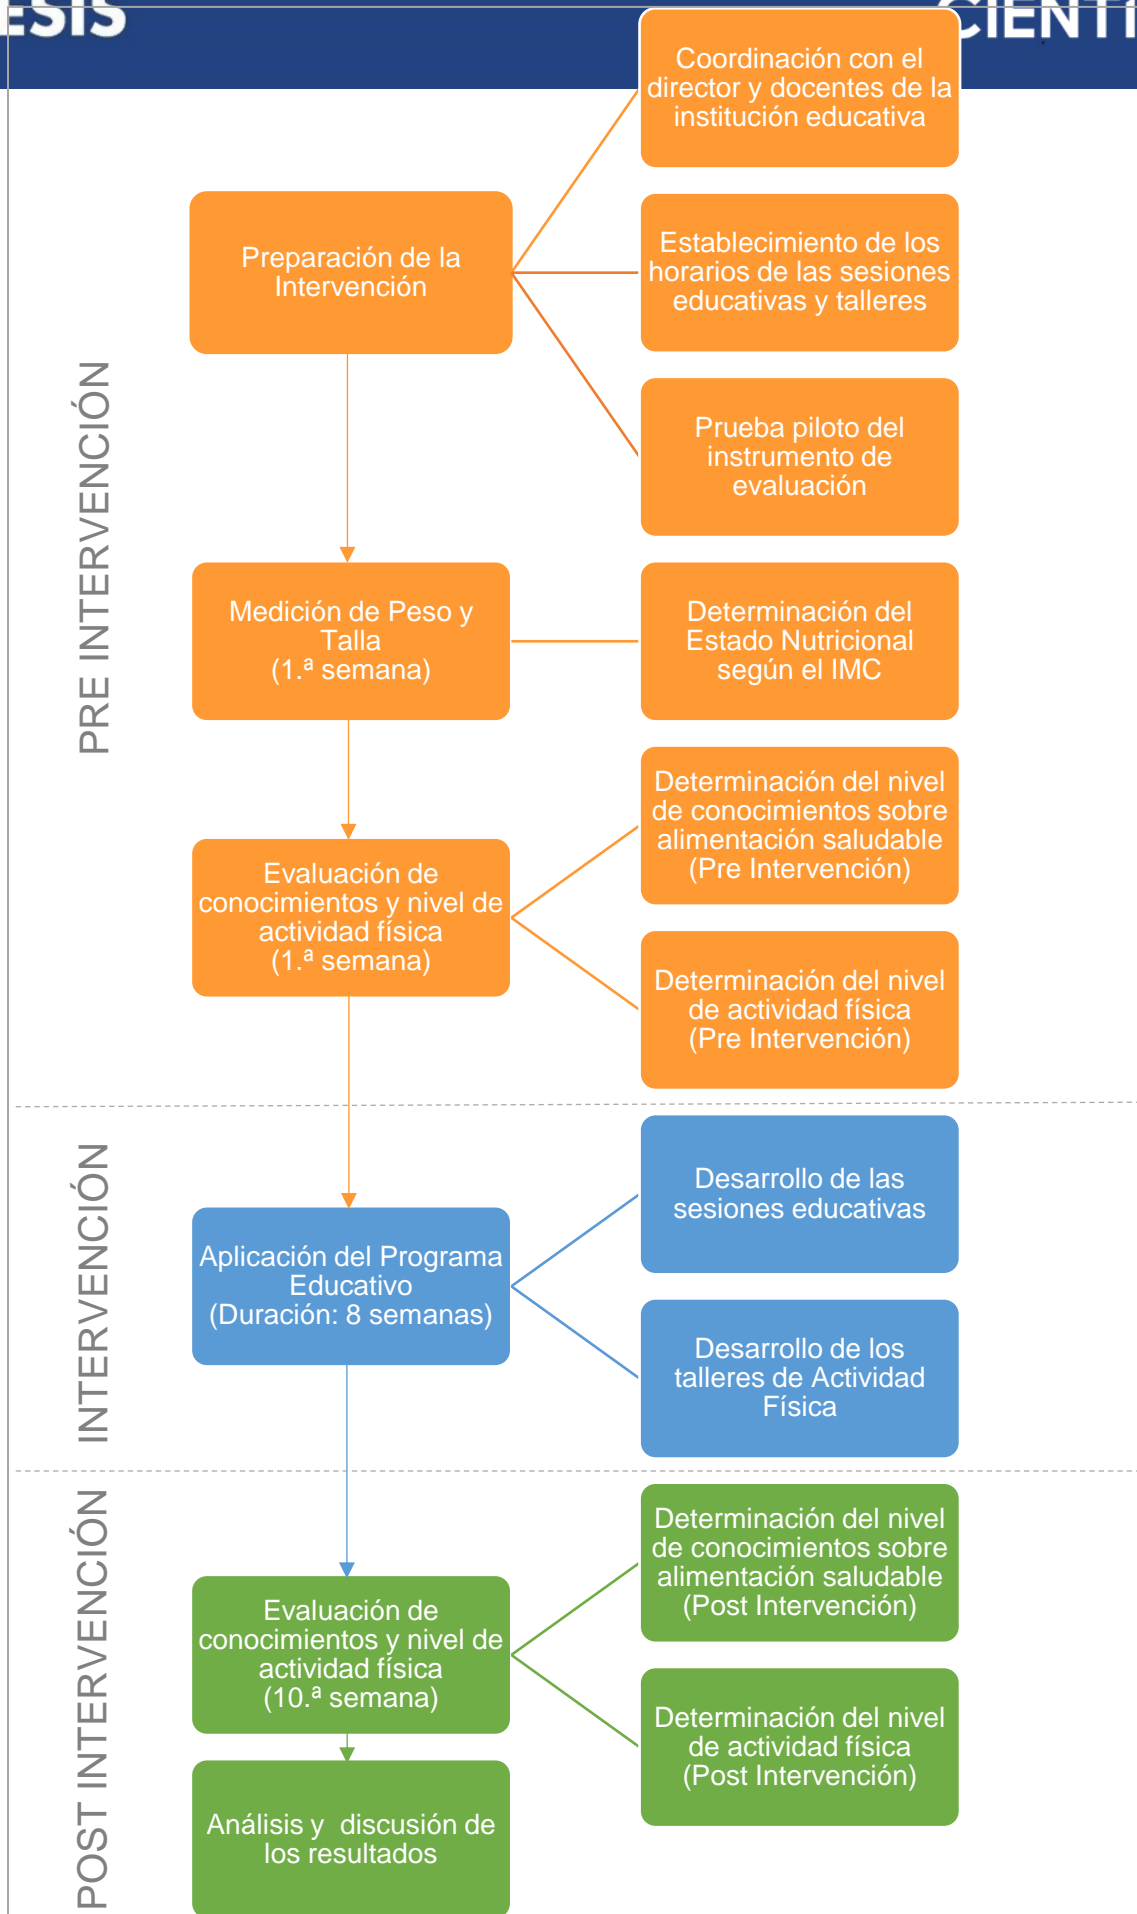 ESIS
CIENTI
Coordinación con el
director y docentes de la
institución educativa
Preparación de la
Intervención
Establecimiento de los
horarios de las sesiones
educativas y talleres
Prueba piloto del
instrumento de
evaluación
PRE INTERVENCIÓN
Medición de Peso y
Talla
(1.ª semana)
Determinación del
Estado Nutricional
según el IMC
Evaluación de
conocimientos y nivel de
actividad física
(1.ª semana)
Determinación del nivel
de conocimientos sobre
alimentación saludable
(Pre Intervención)
Determinación del nivel
de actividad física
(Pre Intervención)
INTERVENCIÓN
Aplicación del Programa
Educativo
(Duración: 8 semanas)
Desarrollo de las
sesiones educativas
Desarrollo de los
talleres de Actividad
Física
POST INTERVENCIÓN
Evaluación de
conocimientos y nivel de
actividad física
(10.ª semana)
Determinación del nivel
de conocimientos sobre
alimentación saludable
(Post Intervención)
Determinación del nivel
de actividad física
(Post Intervención)
Análisis y  discusión de
los resultados